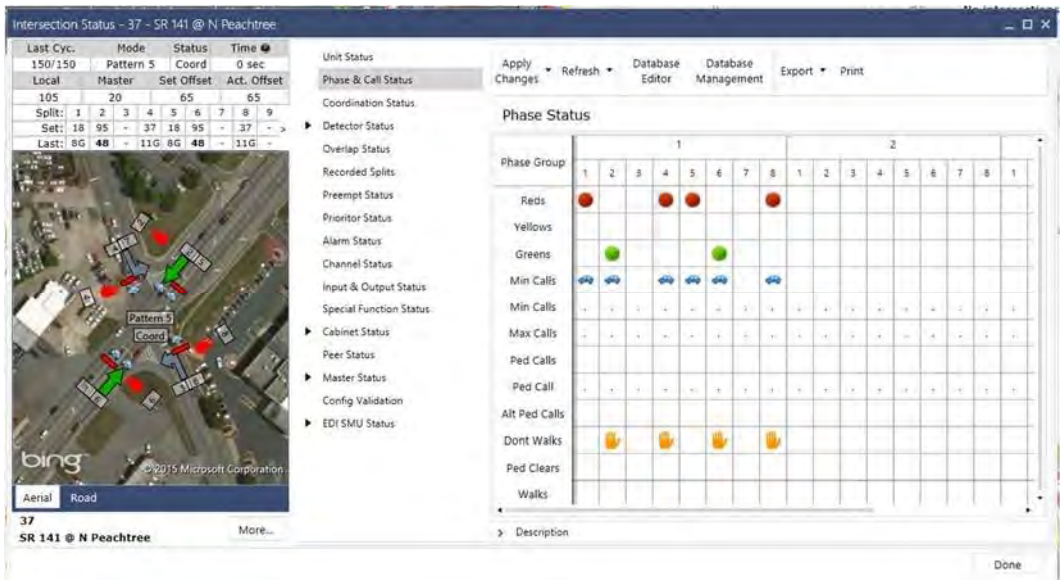 No intersections
Intersection Status - 37 - SR 141 @ N Peachtree
Last Cyc. Mode Status Time
150/150 Pattern 5 Coord 0 sec
Local Master Set Offset Act. Offset
105 20 65 65
Split: 1 2 3 4 5 6 7 8 9
Set: 18 95 - 37 18 95 - 37 - >
Last: 8G 48 - 11G 8G 48 - 11G -
Pattern 5
Coord
bing
© 2015 Microsoft Corporation
Aerial Road
37
SR 141 @ N Peachtree
More...
Unit Status
Phase & Call Status
Coordination Status
Detector Status
Overlap Status
Recorded Splits
Preempt Status
Prioritor Status
Alarm Status
Channel Status
Input & Output Status
Special Function Status
Cabinet Status
Peer Status
Master Status
Config Validation
EDI SMU Status
Apply Changes Refresh Database Editor Database Management Export Print
Phase Status
Phase Group 1 2
1 2 3 4 5 6 7 8 1 2 3 4 5 6 7 8 1
Reds
Yellows
Greens
Min Calls
Min Calls
Max Calls
Ped Calls
Ped Call
Alt Ped Calls
Dont Walks
Ped Clears
Walks
Description
Done